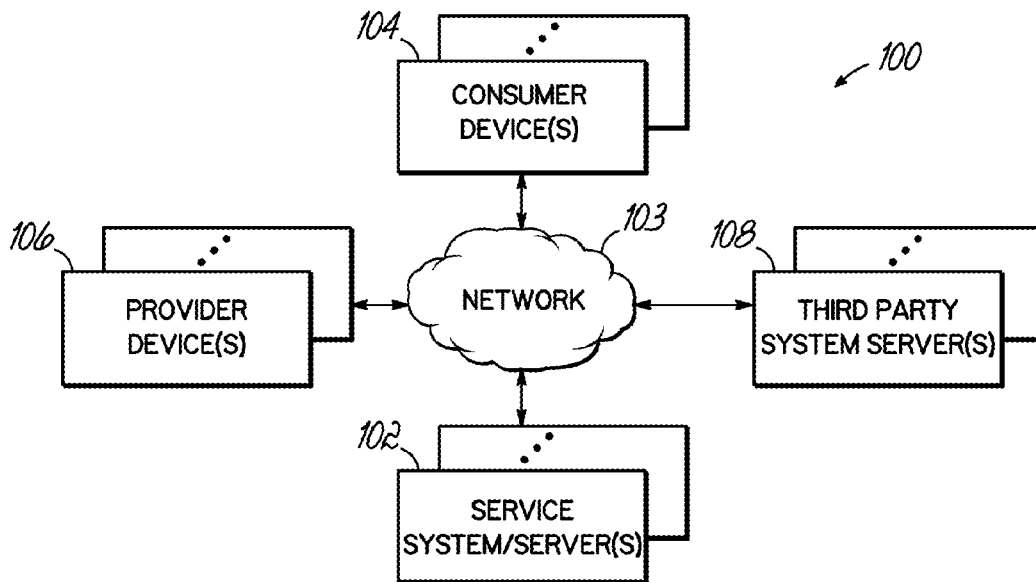 104
CONSUMER
DEVICE(S)
100
106
PROVIDER
DEVICE(S)
103
NETWORK
108
THIRD PARTY
SYSTEM SERVER(S)
102
SERVICE
SYSTEM/SERVER(S)